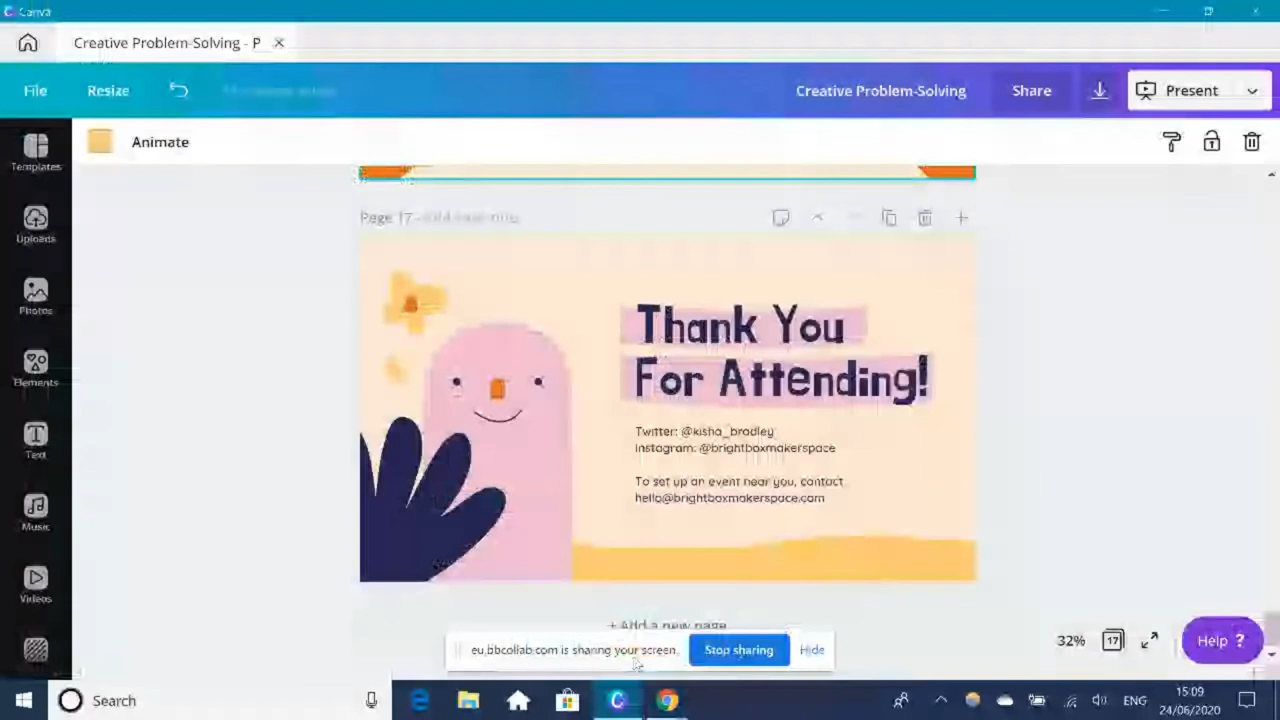 Canva
Creative Problem-Solving - P
File
Resize
Creative Problem-Solving
Share
Present
Templates
Animate
Uploads
Page 17 -
Photos
Thank You
For Attending!
Elements
Twitter: @kisha_bradley
Instagram: @brightboxmakerspace
Text
To set up an event near you, contact
hello@brightboxmakerspace.com
Music
Videos
+ Add a new page
eu.bbcollab.com is sharing your screen.
Stop sharing
Hide
32%
17
Help ?
Search
ENG
15:09
24/06/2020